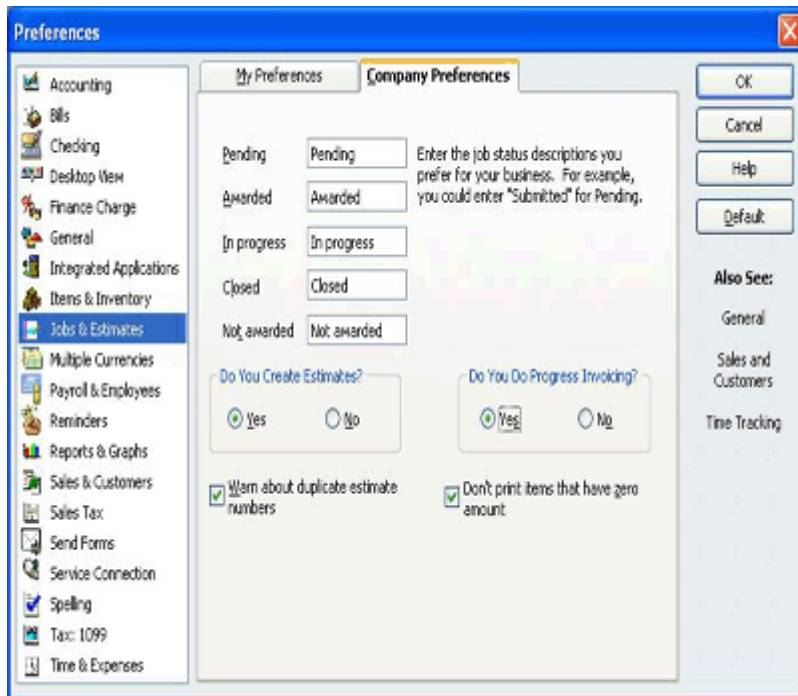 Preferences
Accounting
Bills
Checking
Desktop View
Finance Charge
General
Integrated Applications
Items & Inventory
Jobs & Estimates
Multiple Currencies
Payroll & Employees
Reminders
Reports & Graphs
Sales & Customers
Sales Tax
Send Forms
Service Connection
Spelling
Tax: 1099
Time & Expenses
My Preferences
Company Preferences
Pending Pending
Awarded Awarded
In progress In progress
Closed Closed
Not awarded Not awarded
Enter the job status descriptions you
prefer for your business. For example,
you could enter "Submitted" for Pending.
Do You Create Estimates?
Yes No
Do You Do Progress Invoicing?
Yes No
Warn about duplicate estimate
numbers
Don't print items that have zero
amount
OK
Cancel
Help
Default
Also See:
General
Sales and
Customers
Time Tracking